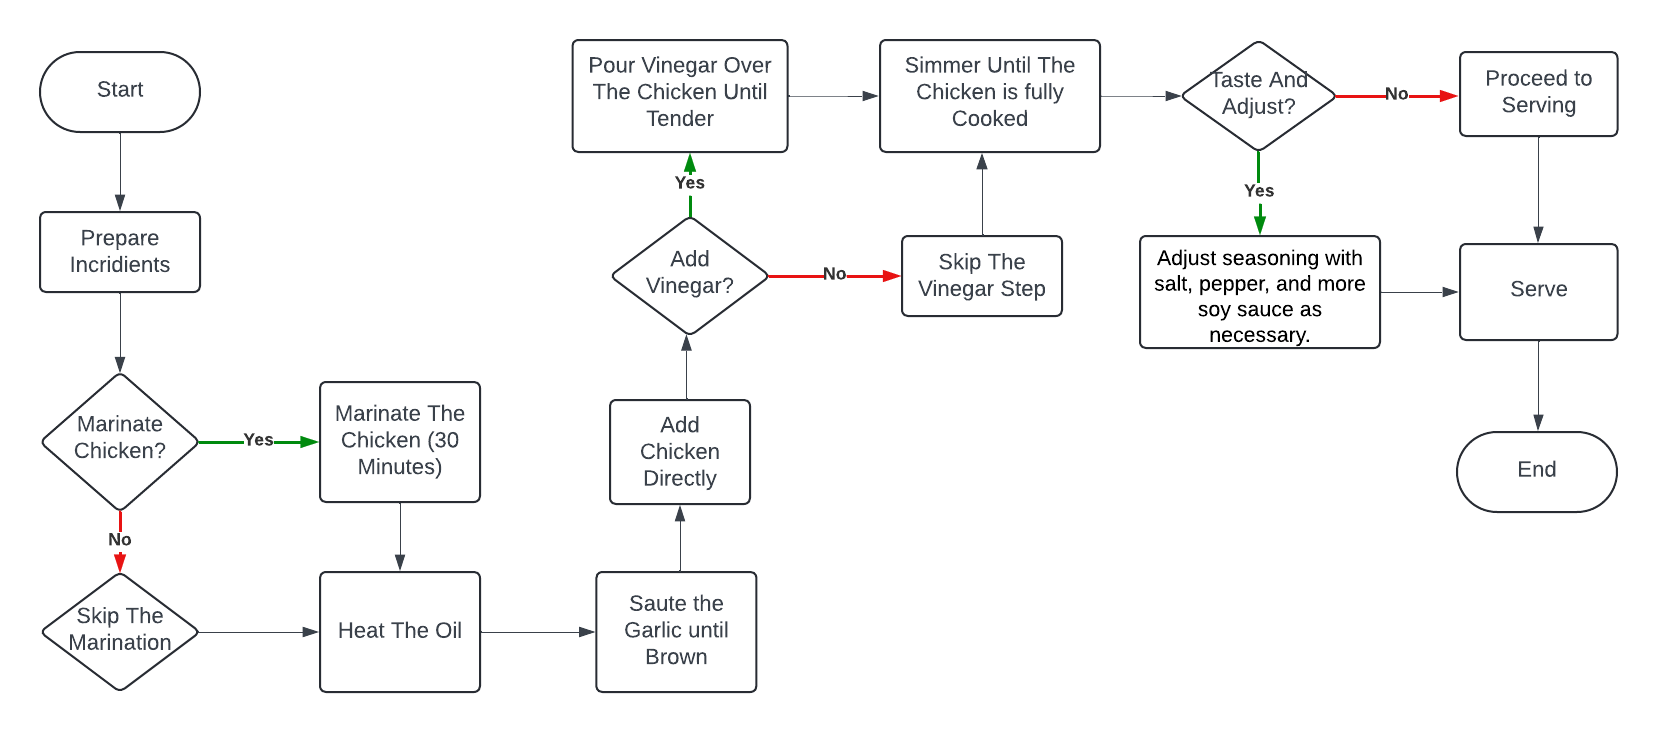 Start
Prepare
Incridients
Marinate
Chicken?
Yes
Marinate The
Chicken (30
Minutes)
No
Skip The
Marination
Heat The Oil
Saute the
Garlic until
Brown
Add
Chicken
Directly
Add
Vinegar?
Yes
Pour Vinegar Over
The Chicken Until
Tender
No
Skip The
Vinegar Step
Simmer Until The
Chicken is fully
Cooked
Taste And
Adjust?
No
Proceed to
Serving
Yes
Adjust seasoning with
salt, pepper, and more
soy sauce as
necessary.
Serve
End